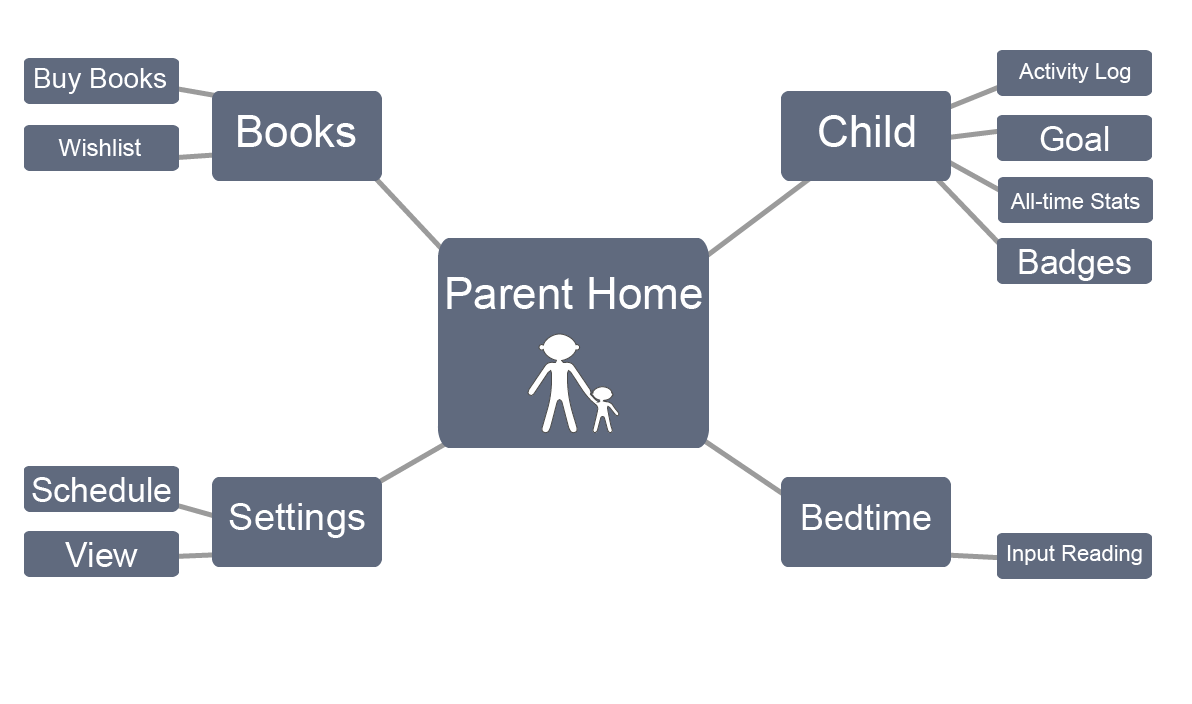 Buy Books
Wishlist
Books
Child
Activity Log
Goal
All-time Stats
Badges
Parent Home
Schedule
View
Settings
Bedtime
Input Reading